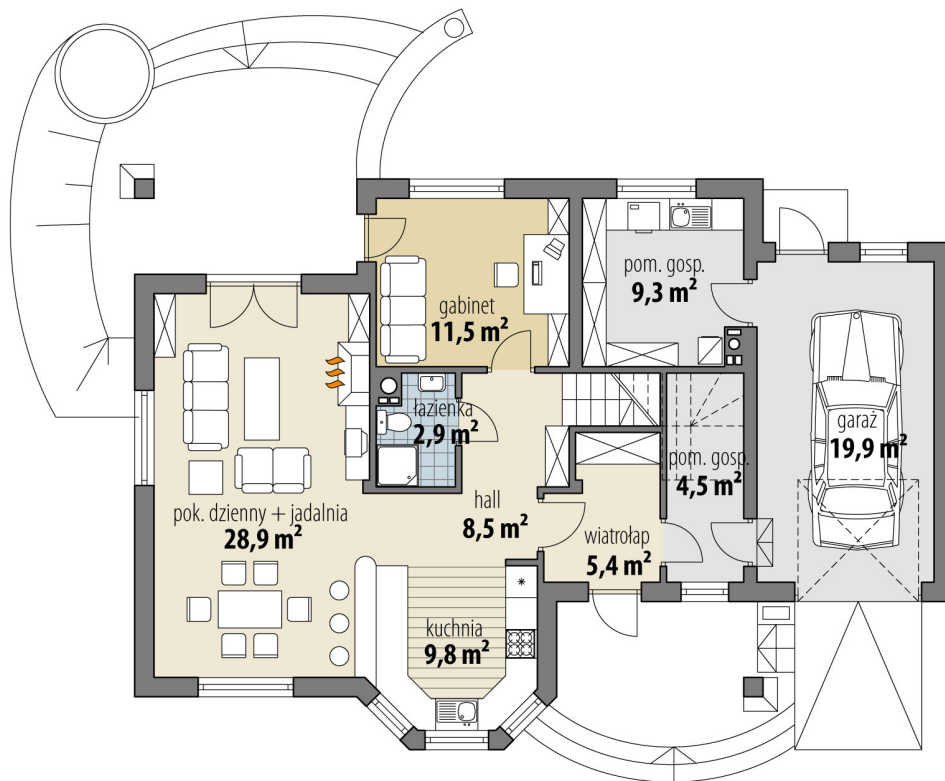 pom. gosp.
9,3 m²
gabinet
11,5 m²
łazienka
2,9 m²
garaż
19,9 m²
pom. gosp.
4,5 m²
hall
8,5 m²
pok. dzienny + jadalnia
28,9 m²
wiatrołap
5,4 m²
kuchnia
9,8 m²